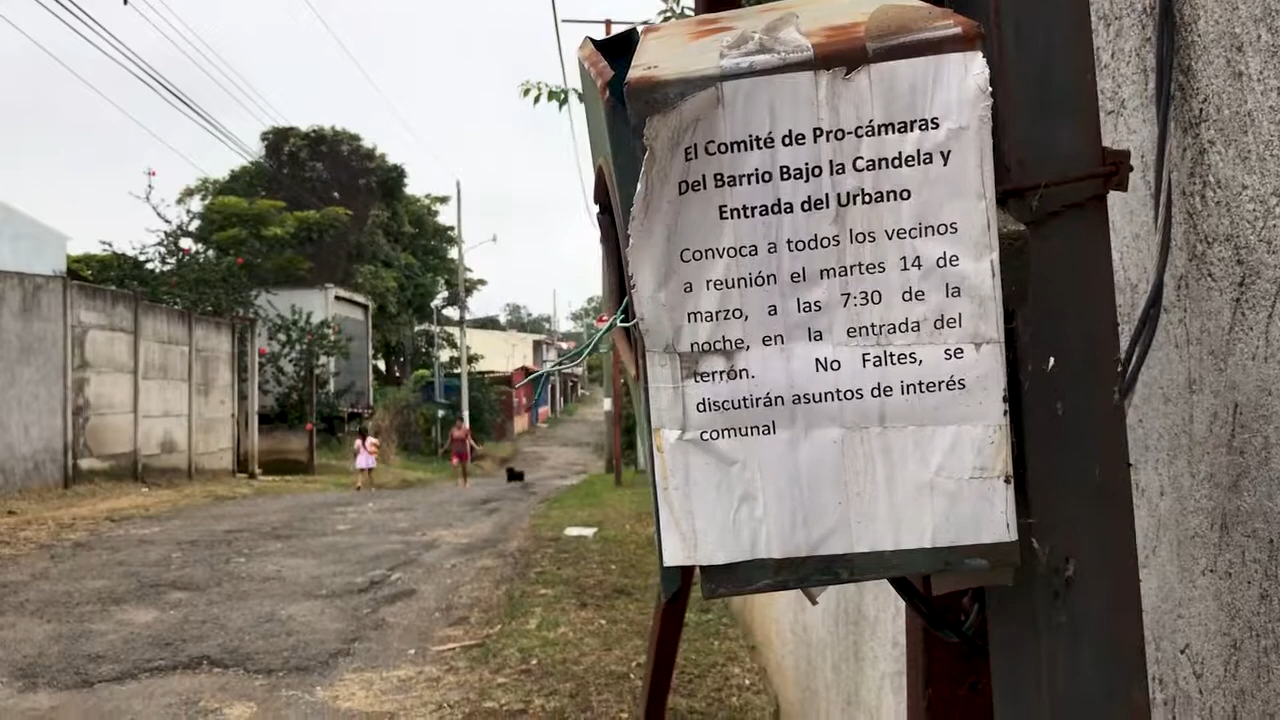 El Comité de Pro-cámaras
Del Barrio Bajo la Candela y
Entrada del Urbano
Convoca a todos los vecinos
a reunión el martes 14 de
marzo, a las 7:30 de la
noche, en la entrada del
terrón. No Faltes, se
discutirán asuntos de interés
comunal